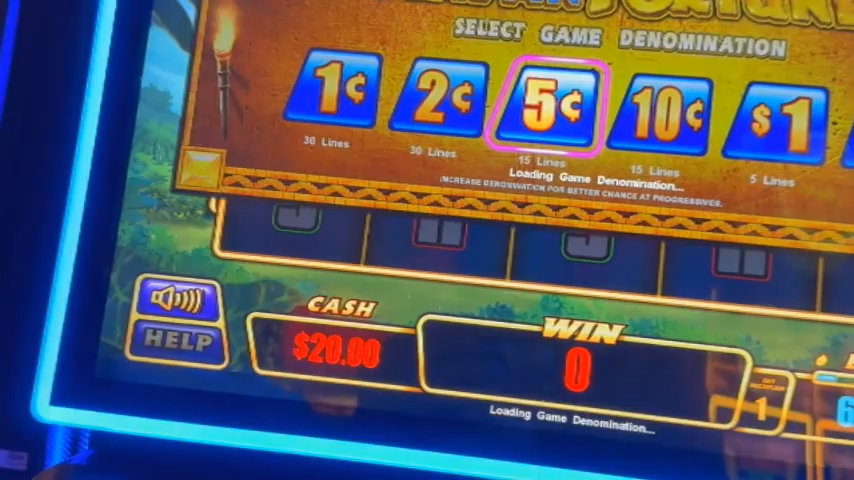 SELECT GAME DENOMINATION
1¢ 2¢ 5¢ 10¢ $1
30 Lines 30 Lines 15 Lines 15 Lines 5 Lines
Loading Game Denomination...
INCREASE DENOMINATION FOR BETTER CHANCE AT PROGRESSIVES.
CASH WIN
HELP $20.00 0 1 6
Loading Game Denomination...